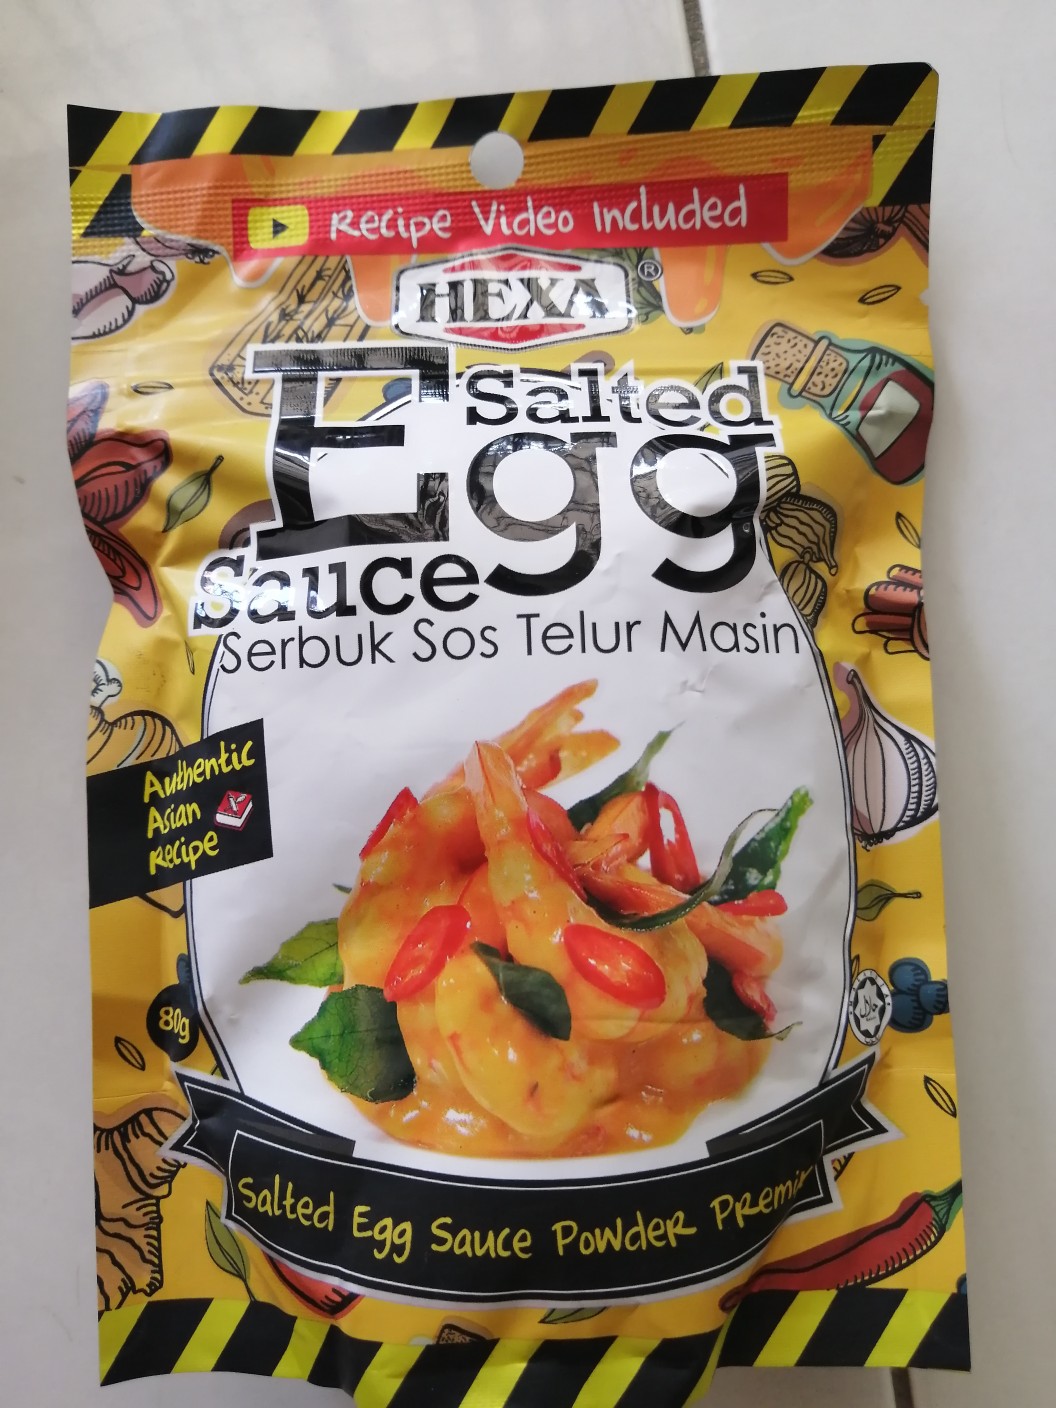 Recipe Video Included
HEXA®
Salted
Egg
Sauce
Serbuk Sos Telur Masin
Authentic
Asian
Recipe
80g
Salted Egg Sauce Powder Premix